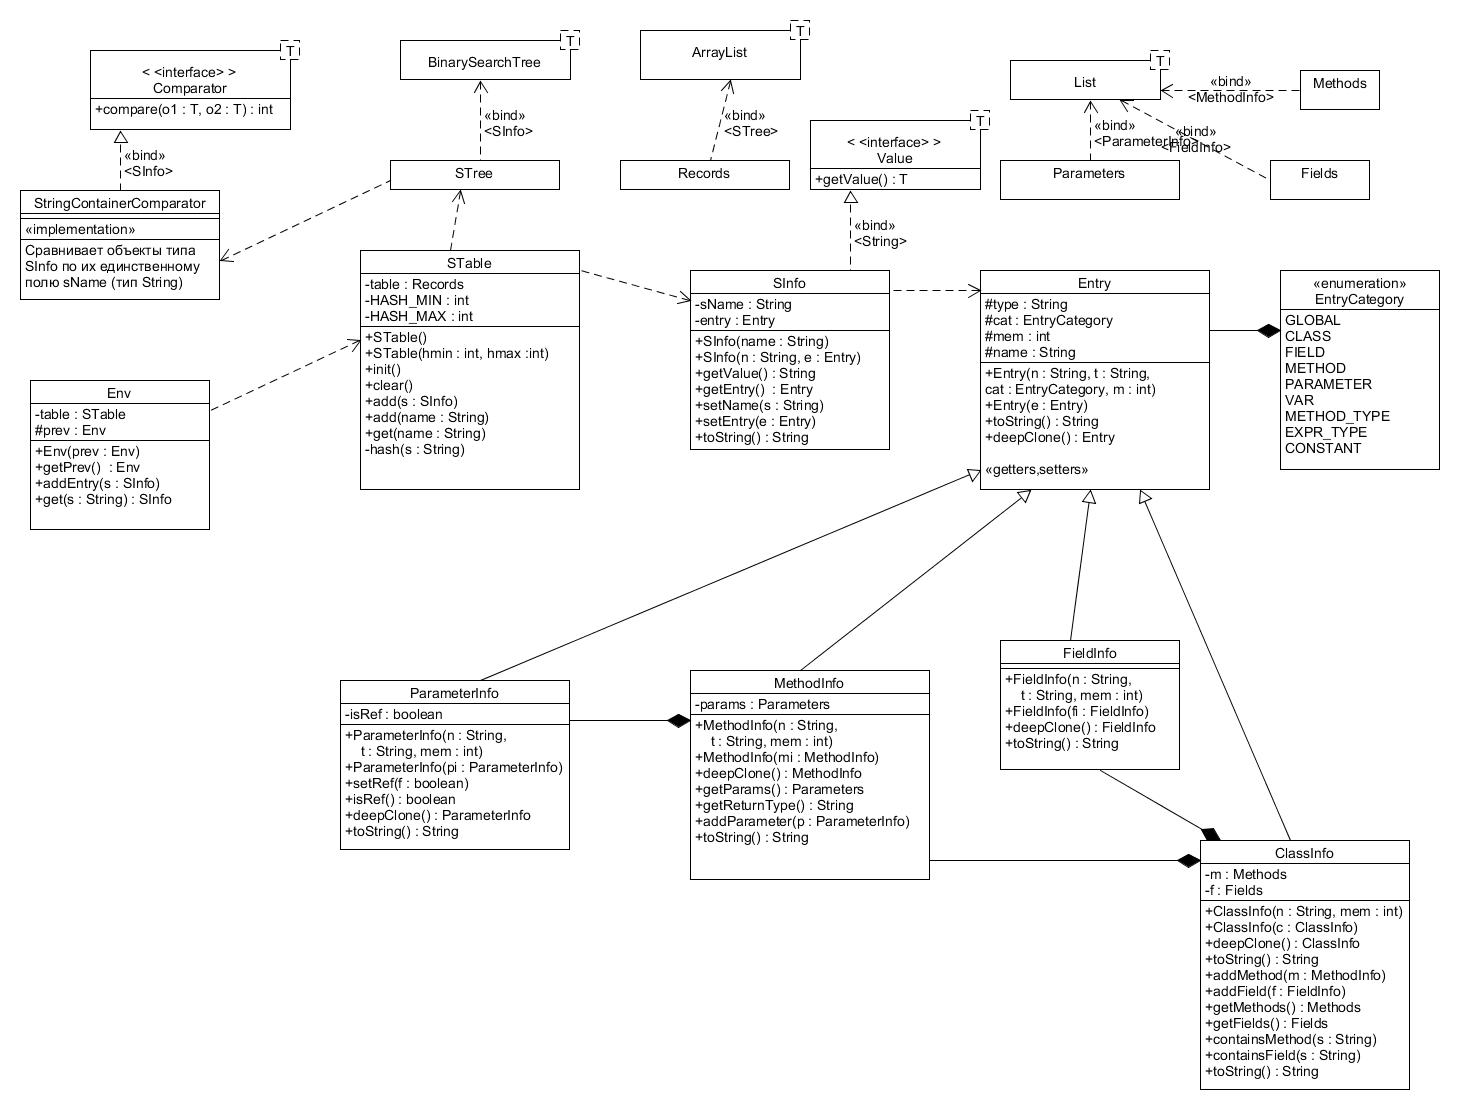 T
< <interface> >
Comparator
+compare(o1 : T, o2 : T) : int
«bind»
<SInfo>
StringContainerComparator
«implementation»
Сравнивает объекты типа
SInfo по их единственному
полю sName (тип String)
T
BinarySearchTree
«bind»
<SInfo>
STree
T
ArrayList
«bind»
<STree>
Records
T
< <interface> >
Value
+getValue() : T
«bind»
<String>
T
List
«bind»
<MethodInfo>
Methods
«bind»
<ParameterInfo>
«bind»
<FieldInfo>
Parameters
Fields
Env
-table : STable
#prev : Env
+Env(prev : Env)
+getPrev()  : Env
+addEntry(s : SInfo)
+get(s : String) : SInfo
STable
-table : Records
-HASH_MIN : int
-HASH_MAX : int
+STable()
+STable(hmin : int, hmax :int)
+init()
+clear()
+add(s : SInfo)
+add(name : String)
+get(name : String)
-hash(s : String)
SInfo
-sName : String
-entry : Entry
+SInfo(name : String)
+SInfo(n : String, e : Entry)
+getValue() : String
+getEntry()  : Entry
+setName(s : String)
+setEntry(e : Entry)
+toString() : String
Entry
#type : String
#cat : EntryCategory
#mem : int
#name : String
+Entry(n : String, t : String,
cat : EntryCategory, m : int)
+Entry(e : Entry)
+toString() : String
+deepClone() : Entry
«getters,setters»
«enumeration»
EntryCategory
GLOBAL
CLASS
FIELD
METHOD
PARAMETER
VAR
METHOD_TYPE
EXPR_TYPE
CONSTANT
ParameterInfo
-isRef : boolean
+ParameterInfo(n : String,
t : String, mem : int)
+ParameterInfo(pi : ParameterInfo)
+setRef(f : boolean)
+isRef() : boolean
+deepClone() : ParameterInfo
+toString() : String
MethodInfo
-params : Parameters
+MethodInfo(n : String,
t : String, mem : int)
+MethodInfo(mi : MethodInfo)
+deepClone() : MethodInfo
+getParams() : Parameters
+getReturnType() : String
+addParameter(p : ParameterInfo)
+toString() : String
FieldInfo
+FieldInfo(n : String,
t : String, mem : int)
+FieldInfo(fi : FieldInfo)
+deepClone() : FieldInfo
+toString() : String
ClassInfo
-m : Methods
-f : Fields
+ClassInfo(n : String, mem : int)
+ClassInfo(c : ClassInfo)
+deepClone() : ClassInfo
+toString() : String
+addMethod(m : MethodInfo)
+addField(f : FieldInfo)
+getMethods() : Methods
+getFields() : Fields
+containsMethod(s : String)
+containsField(s : String)
+toString() : String